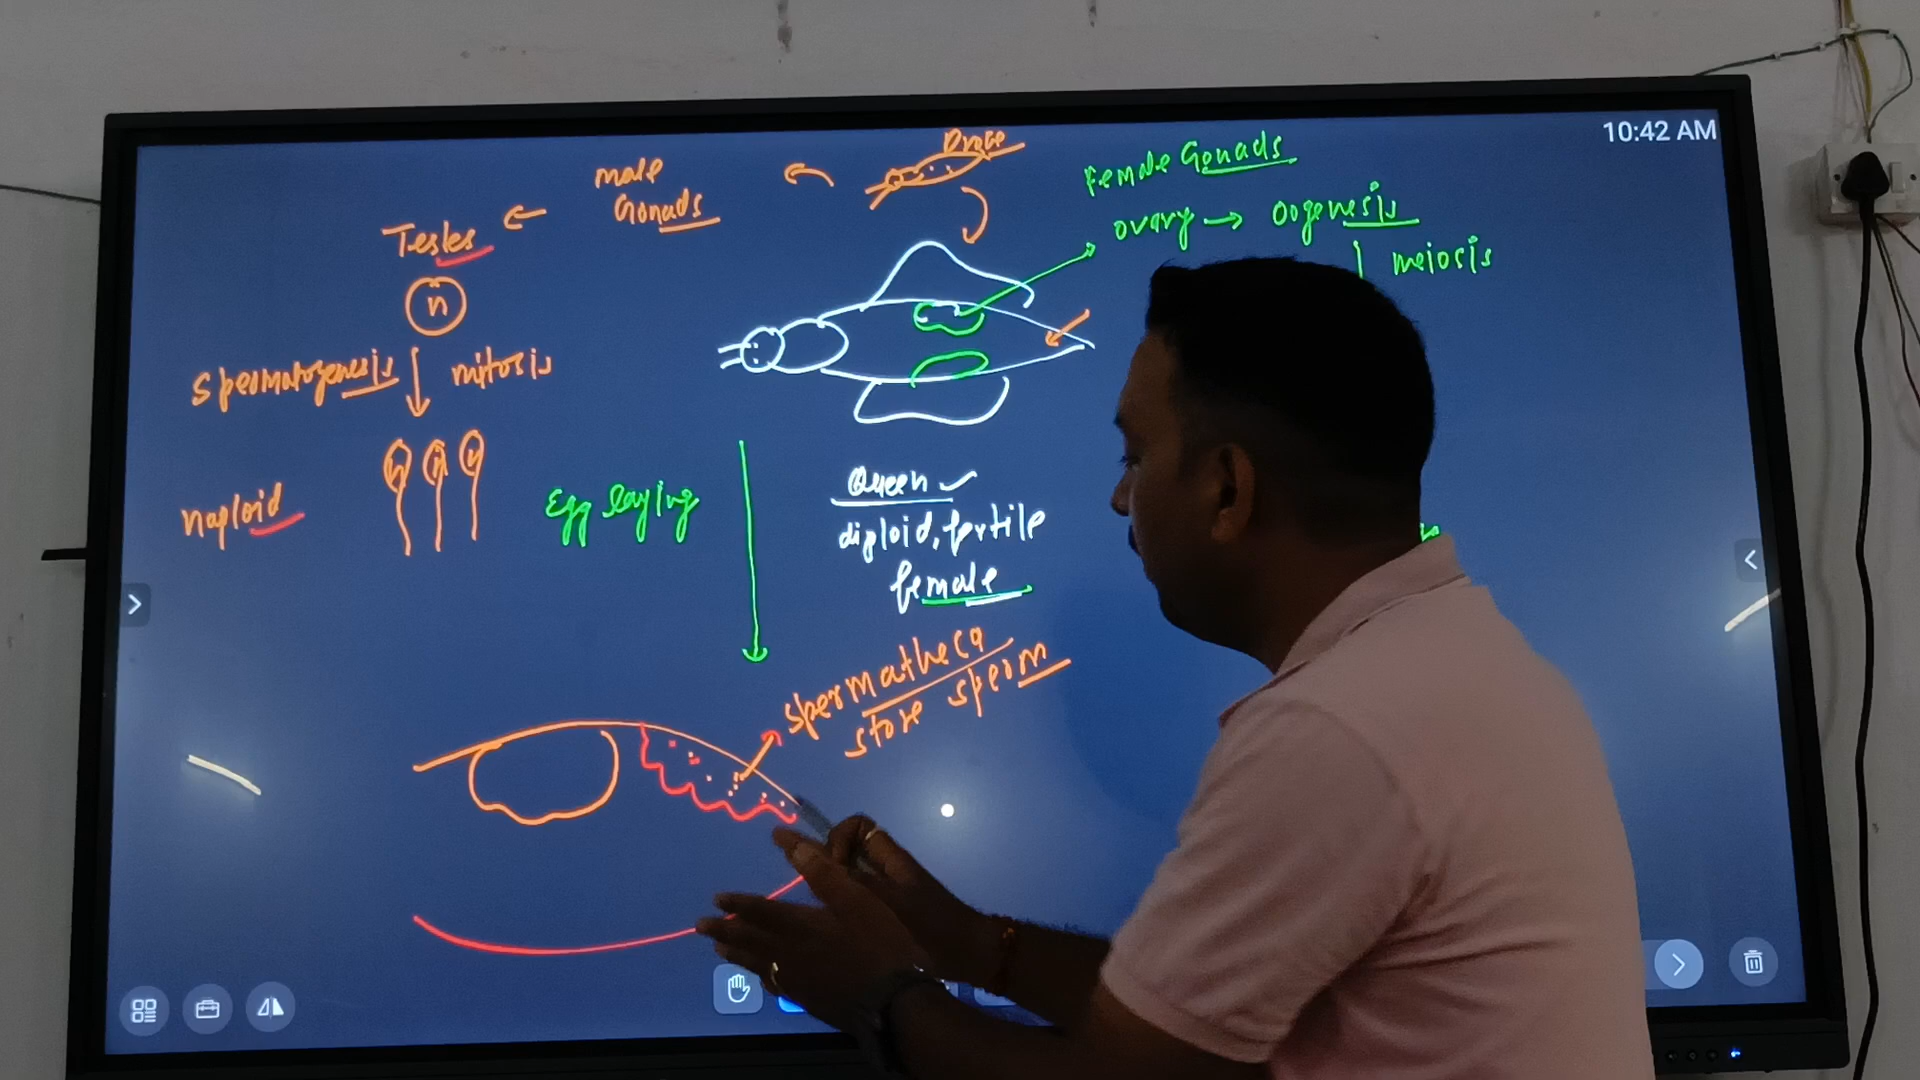 10:42 AM
Drone
male
Gonads
Testes
n
Spermatogenesis
mitosis
n n n
haploid
Female Gonads
ovary → oogenesis
meiosis
Egg laying
Queen ✓
diploid, fertile
female
spermatheca
store sperm